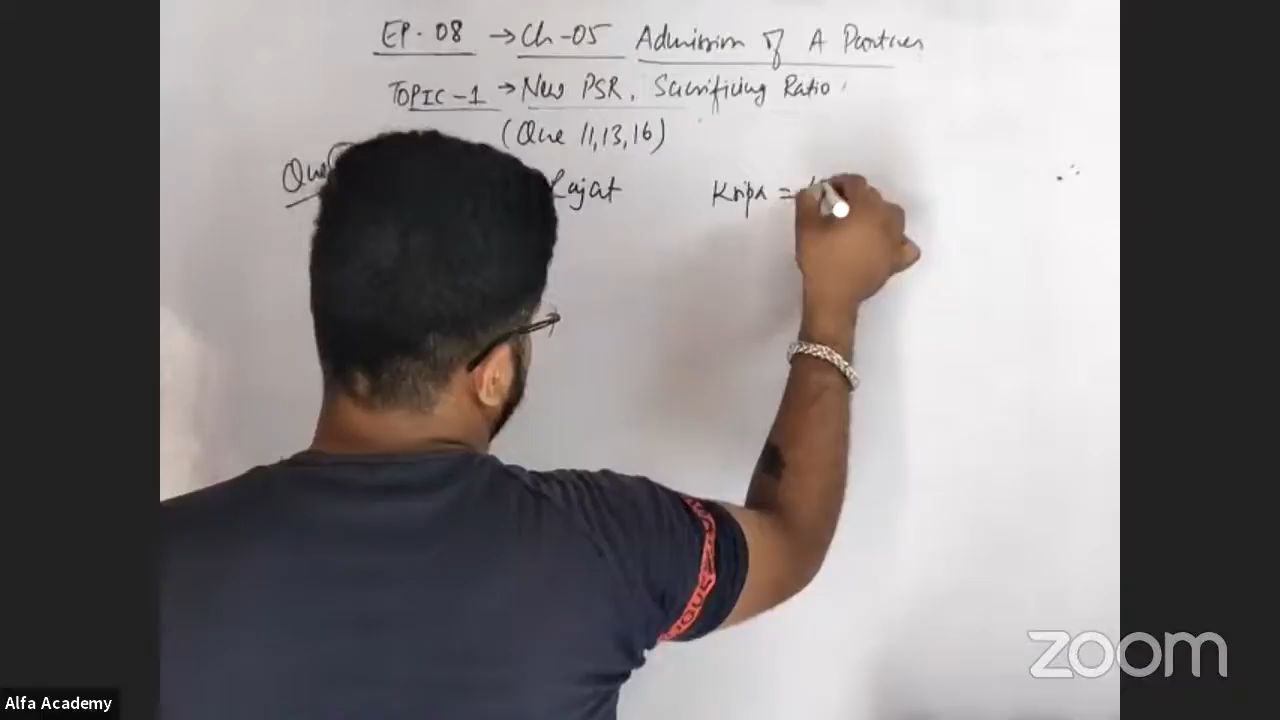 EP. 08 → Ch-05 Admission of A Partner
TOPIC-1 → New PSR, Sacrificing Ratio
(Que 11,13,16)
Kripa =
zoom
Alfa Academy